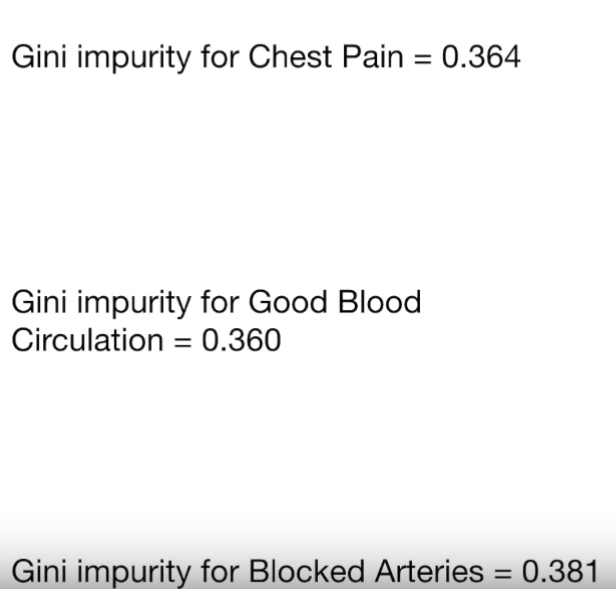 Gini impurity for Chest Pain = 0.364
Gini impurity for Good Blood
Circulation = 0.360
Gini impurity for Blocked Arteries = 0.381